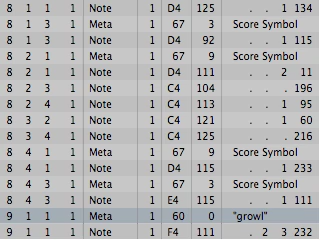 8 1 1 1 Note 1 D4 125 . . 1 134
8 1 3 1 Meta 1 67 3 Score Symbol
8 1 3 1 Note 1 D4 92 . . 1 115
8 2 1 1 Meta 1 67 9 Score Symbol
8 2 1 1 Note 1 D4 111 . . 2 11
8 2 3 1 Note 1 C4 104 . . . 196
8 2 4 1 Note 1 C4 113 . . 1 95
8 3 2 1 Note 1 C4 121 . . 1 60
8 3 4 1 Note 1 C4 125 . . . 216
8 4 1 1 Meta 1 67 9 Score Symbol
8 4 1 1 Note 1 D4 115 . . . 233
8 4 3 1 Meta 1 67 3 Score Symbol
8 4 3 1 Note 1 E4 115 . . 1 111
9 1 1 1 Meta 1 60 0 "growl"
9 1 1 1 Note 1 F4 111 . 2 3 232